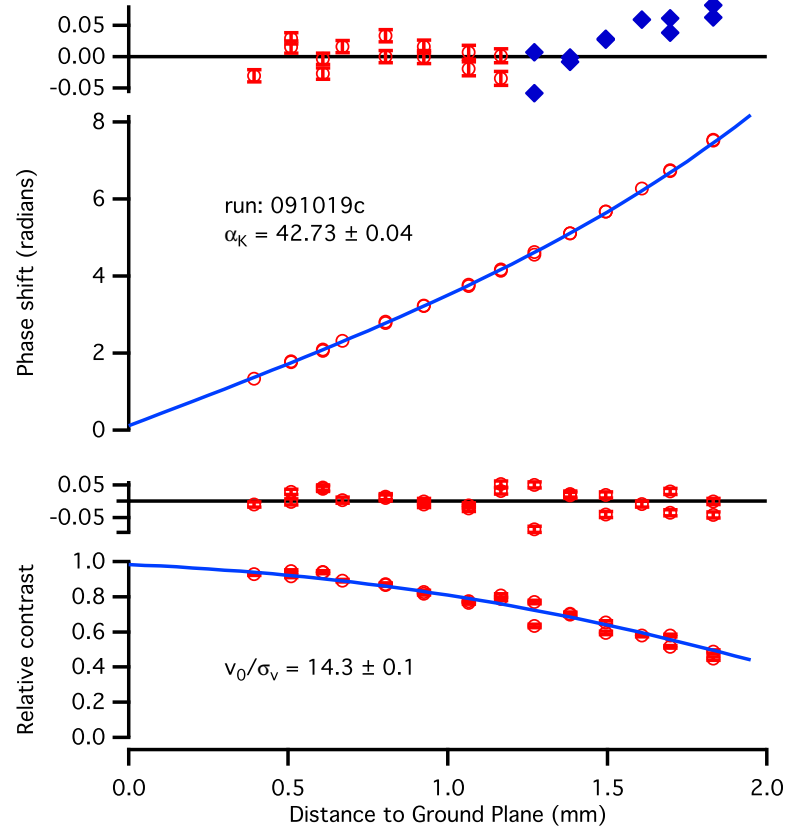 0.05
0.00
-0.05
8
6
4
2
0
Phase shift (radians)
run: 091019c
αK = 42.73 ± 0.04
0.05
-0.05
1.0
0.8
0.6
0.4
0.2
0.0
Relative contrast
v0/σv = 14.3 ± 0.1
0.0 0.5 1.0 1.5 2.0
Distance to Ground Plane (mm)